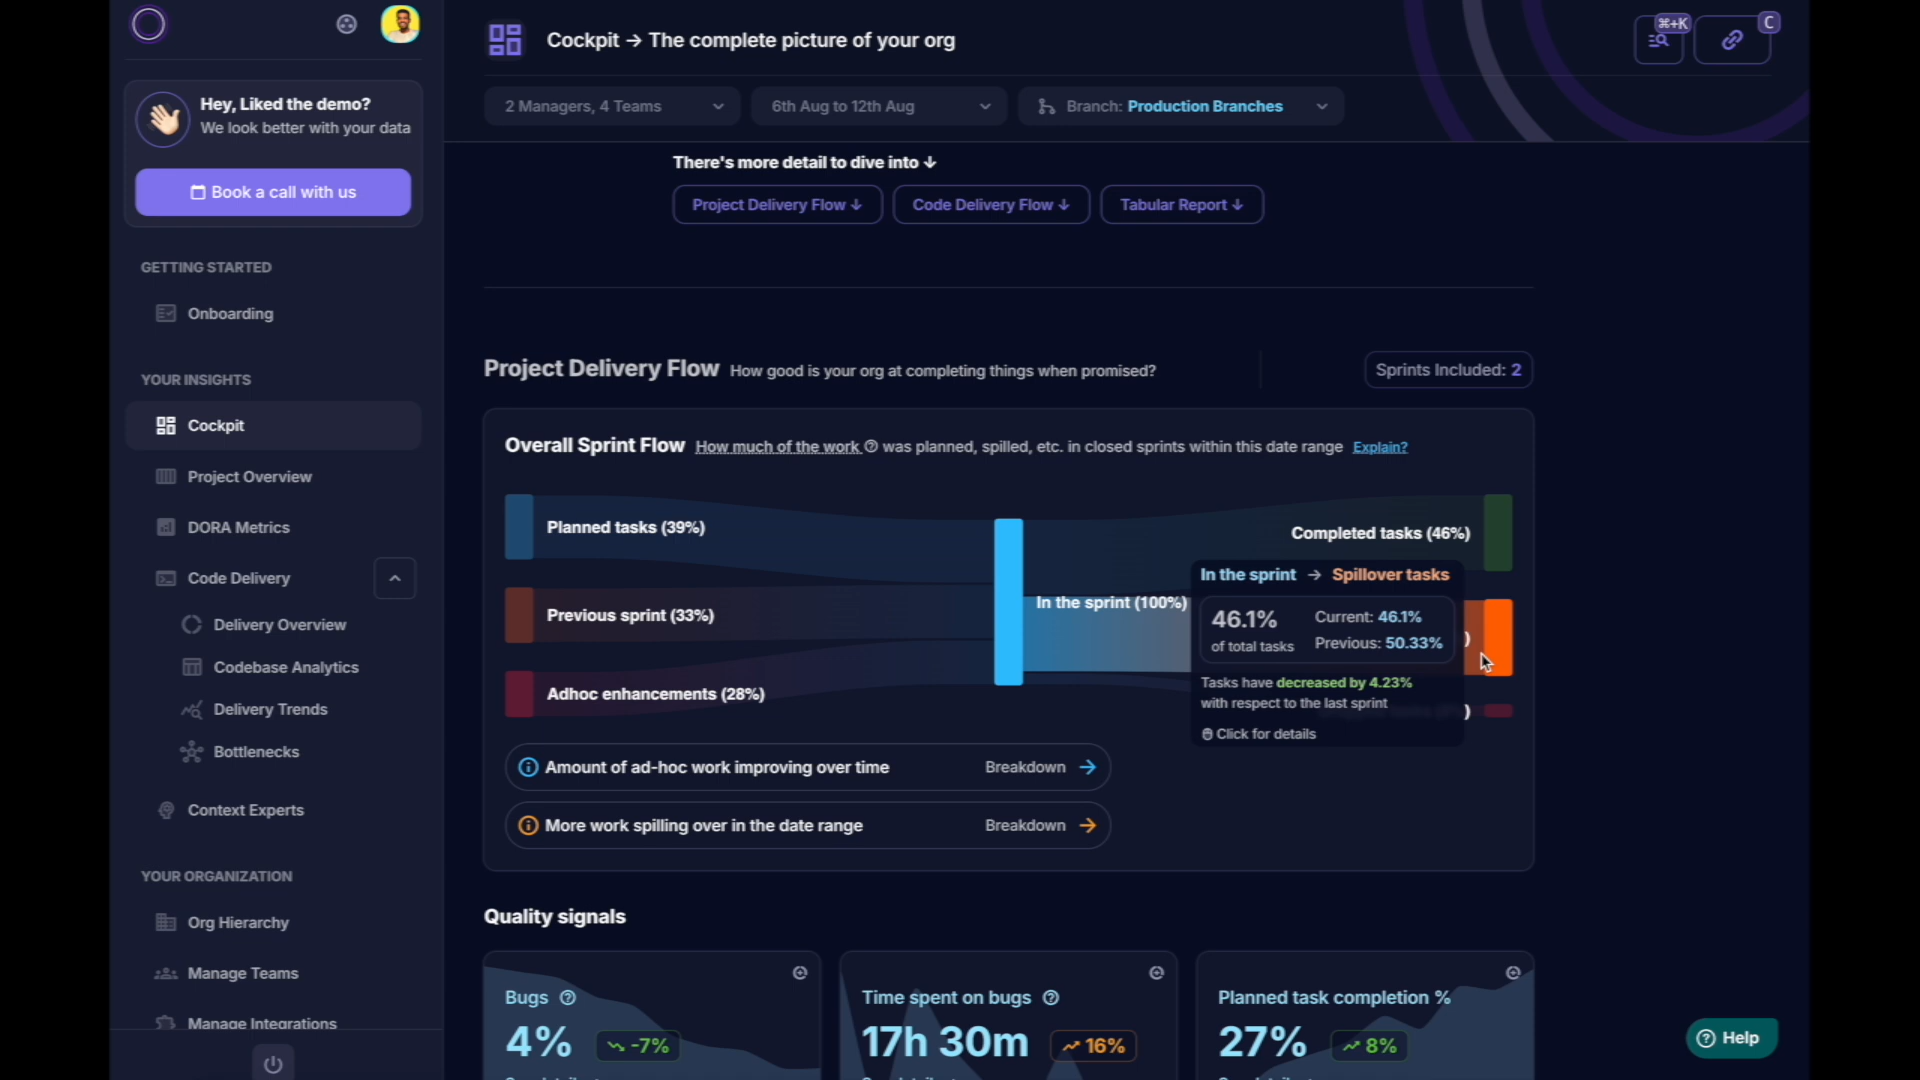 Hey, Liked the demo?
We look better with your data
Book a call with us
GETTING STARTED
Onboarding
YOUR INSIGHTS
Cockpit
Project Overview
DORA Metrics
Code Delivery
Delivery Overview
Codebase Analytics
Delivery Trends
Bottlenecks
Context Experts
YOUR ORGANIZATION
Org Hierarchy
Manage Teams
Manage Integrations
Cockpit → The complete picture of your org
⌘+K
C
2 Managers, 4 Teams
6th Aug to 12th Aug
Branch: Production Branches
There's more detail to dive into ↓
Project Delivery Flow ↓
Code Delivery Flow ↓
Tabular Report ↓
Project Delivery Flow How good is your org at completing things when promised?
Sprints Included: 2
Overall Sprint Flow How much of the work was planned, spilled, etc. in closed sprints within this date range Explain?
Planned tasks (39%)
Previous sprint (33%)
Adhoc enhancements (28%)
In the sprint (100%)
Completed tasks (46%)
In the sprint → Spillover tasks
46.1%
of total tasks
Current: 46.1%
Previous: 50.33%
Tasks have decreased by 4.23%
with respect to the last sprint
Click for details
)
)
Amount of ad-hoc work improving over time Breakdown →
More work spilling over in the date range Breakdown →
Quality signals
Bugs
4% -7%
Time spent on bugs
17h 30m 16%
Planned task completion %
27% 8%
Help